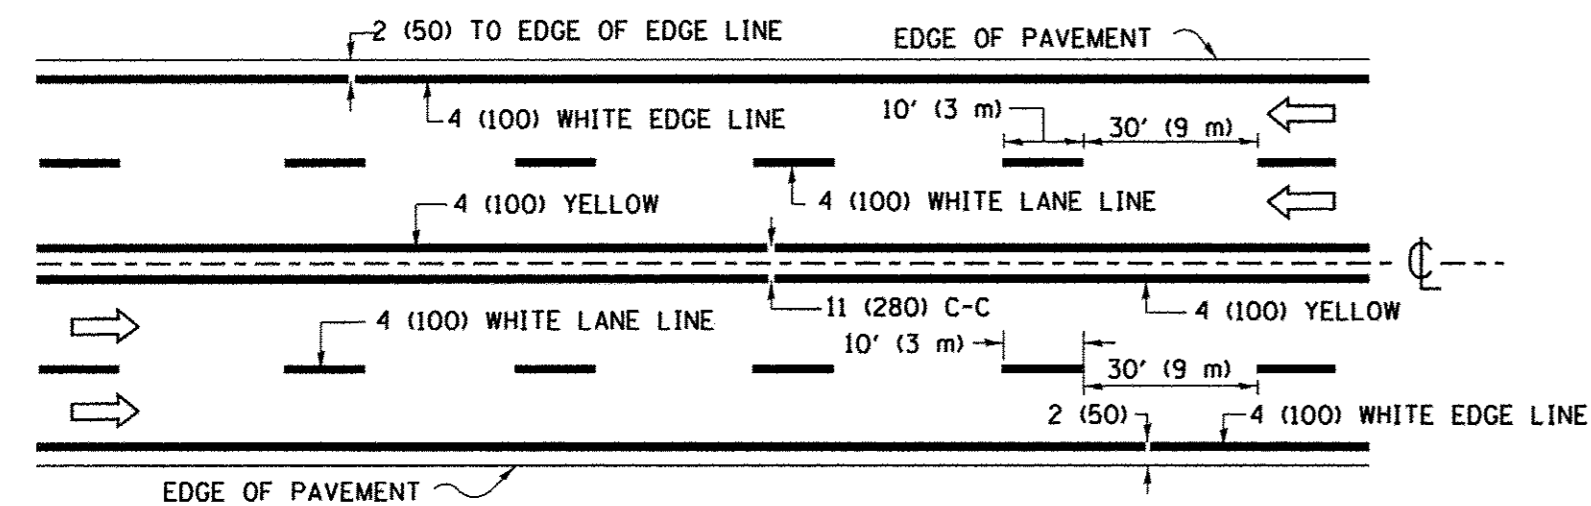 2 (50) TO EDGE OF EDGE LINE
EDGE OF PAVEMENT
4 (100) WHITE EDGE LINE
10' (3 m)
30' (9 m)
4 (100) YELLOW
4 (100) WHITE LANE LINE
℄
11 (280) C-C
4 (100) YELLOW
4 (100) WHITE LANE LINE
10' (3 m)
30' (9 m)
2 (50)
4 (100) WHITE EDGE LINE
EDGE OF PAVEMENT